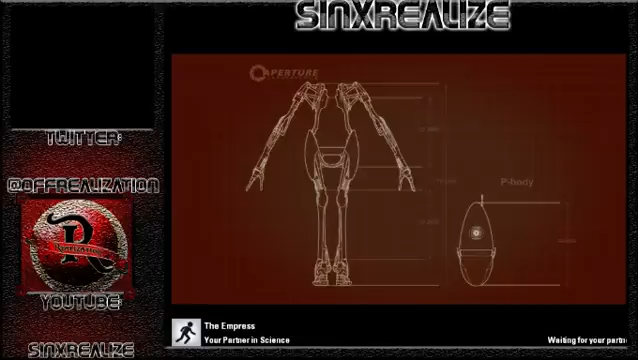 SINXREALIZE
APERTURE
TWITTER:
@OFFREALIZATION
P-body
YOUTUBE:
The Empress
Your Partner in Science
Waiting for your partn
SINXREALIZE